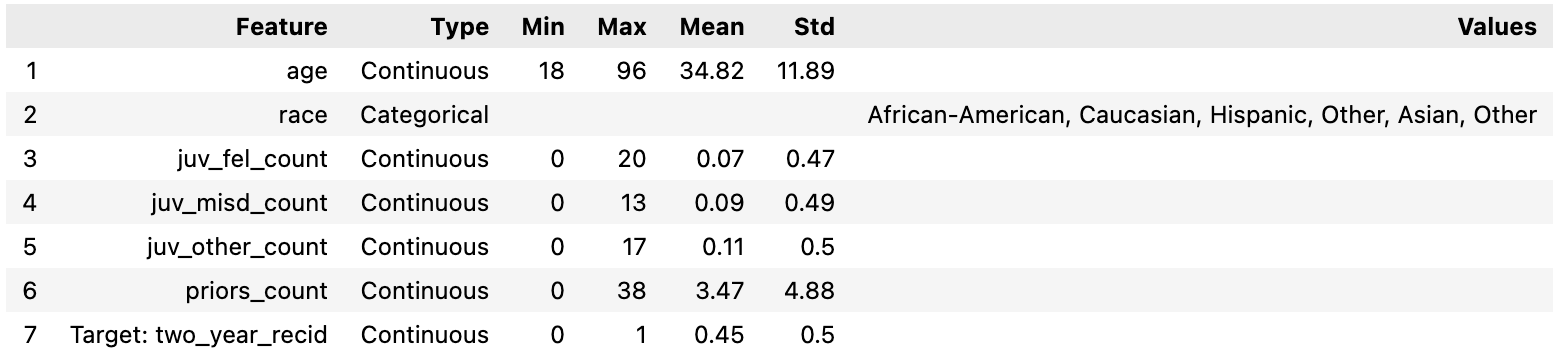 Feature Type Min Max Mean Std Values
1 age Continuous 18 96 34.82 11.89
2 race Categorical African-American, Caucasian, Hispanic, Other, Asian, Other
3 juv_fel_count Continuous 0 20 0.07 0.47
4 juv_misd_count Continuous 0 13 0.09 0.49
5 juv_other_count Continuous 0 17 0.11 0.5
6 priors_count Continuous 0 38 3.47 4.88
7 Target: two_year_recid Continuous 0 1 0.45 0.5